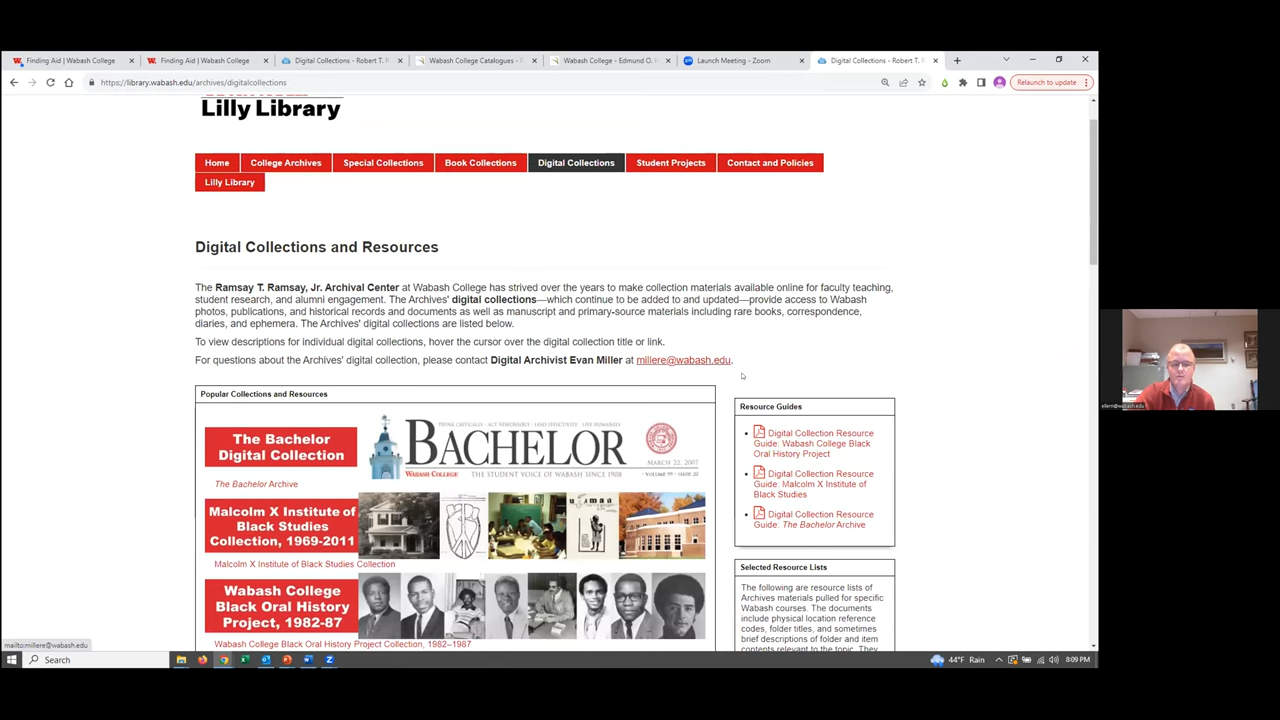 Finding Aid | Wabash College
Finding Aid | Wabash College
Digital Collections - Robert T. R
Wabash College Catalogues - R
Wabash College - Edmund O. H
Launch Meeting - Zoom
Digital Collections - Robert T. R
https://library.wabash.edu/archives/digitalcollections
Relaunch to update
Lilly Library
Home
College Archives
Special Collections
Book Collections
Digital Collections
Student Projects
Contact and Policies
Lilly Library
Digital Collections and Resources
The Ramsay T. Ramsay, Jr. Archival Center at Wabash College has strived over the years to make collection materials available online for faculty teaching,
student research, and alumni engagement. The Archives' digital collections—which continue to be added to and updated—provide access to Wabash
photos, publications, and historical records and documents as well as manuscript and primary-source materials including rare books, correspondence,
diaries, and ephemera. The Archives' digital collections are listed below.
To view descriptions for individual digital collections, hover the cursor over the digital collection title or link.
For questions about the Archives' digital collection, please contact Digital Archivist Evan Miller at millere@wabash.edu.
Popular Collections and Resources
The Bachelor
Digital Collection
THINK CRITICALLY - ACT RESPONSIBLY - LEAD EFFECTIVELY - LIVE HUMANELY
BACHELOR
MARCH 22, 2007
WABASH COLLEGE
THE STUDENT VOICE OF WABASH SINCE 1908
The Bachelor Archive
Malcolm X Institute of
Black Studies
Collection, 1969-2011
Malcolm X Institute of Black Studies Collection
Wabash College
Black Oral History
Project, 1982-87
Wabash College Black Oral History Project Collection, 1982–1987
Resource Guides
Digital Collection Resource
Guide: Wabash College Black
Oral History Project
Digital Collection Resource
Guide: Malcolm X Institute of
Black Studies
Digital Collection Resource
Guide: The Bachelor Archive
Selected Resource Lists
The following are resource lists of
Archives materials pulled for specific
Wabash courses. The documents
include physical location reference
codes, folder titles, and sometimes
brief descriptions of folder and item
contents relevant to the topic. They
mailto:millere@wabash.edu
Search
44°F Rain
8:09 PM